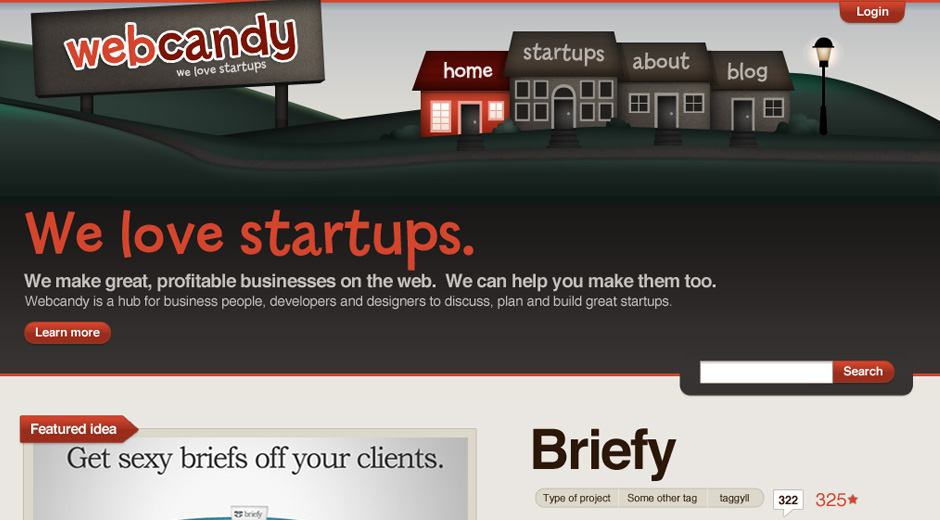 webcandy
we love startups
Login
home
startups
about
blog
We love startups.
We make great, profitable businesses on the web. We can help you make them too.
Webcandy is a hub for business people, developers and designers to discuss, plan and build great startups.
Learn more
Search
Featured idea
Get sexy briefs off your clients.
briefy
Briefy
Type of project
Some other tag
taggyll
322
325